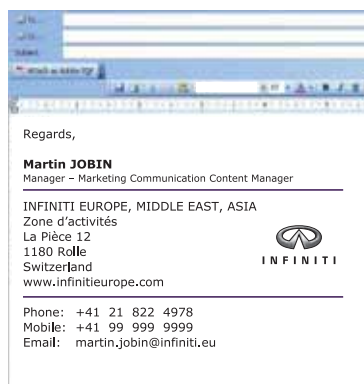 Regards,
Martin JOBIN
Manager – Marketing Communication Content Manager
INFINITI EUROPE, MIDDLE EAST, ASIA
Zone d'activités
La Pièce 12
1180 Rolle
Switzerland
www.infinitieurope.com
INFINITI
Phone: +41 21 822 4978
Mobile: +41 99 999 9999
Email: martin.jobin@infiniti.eu